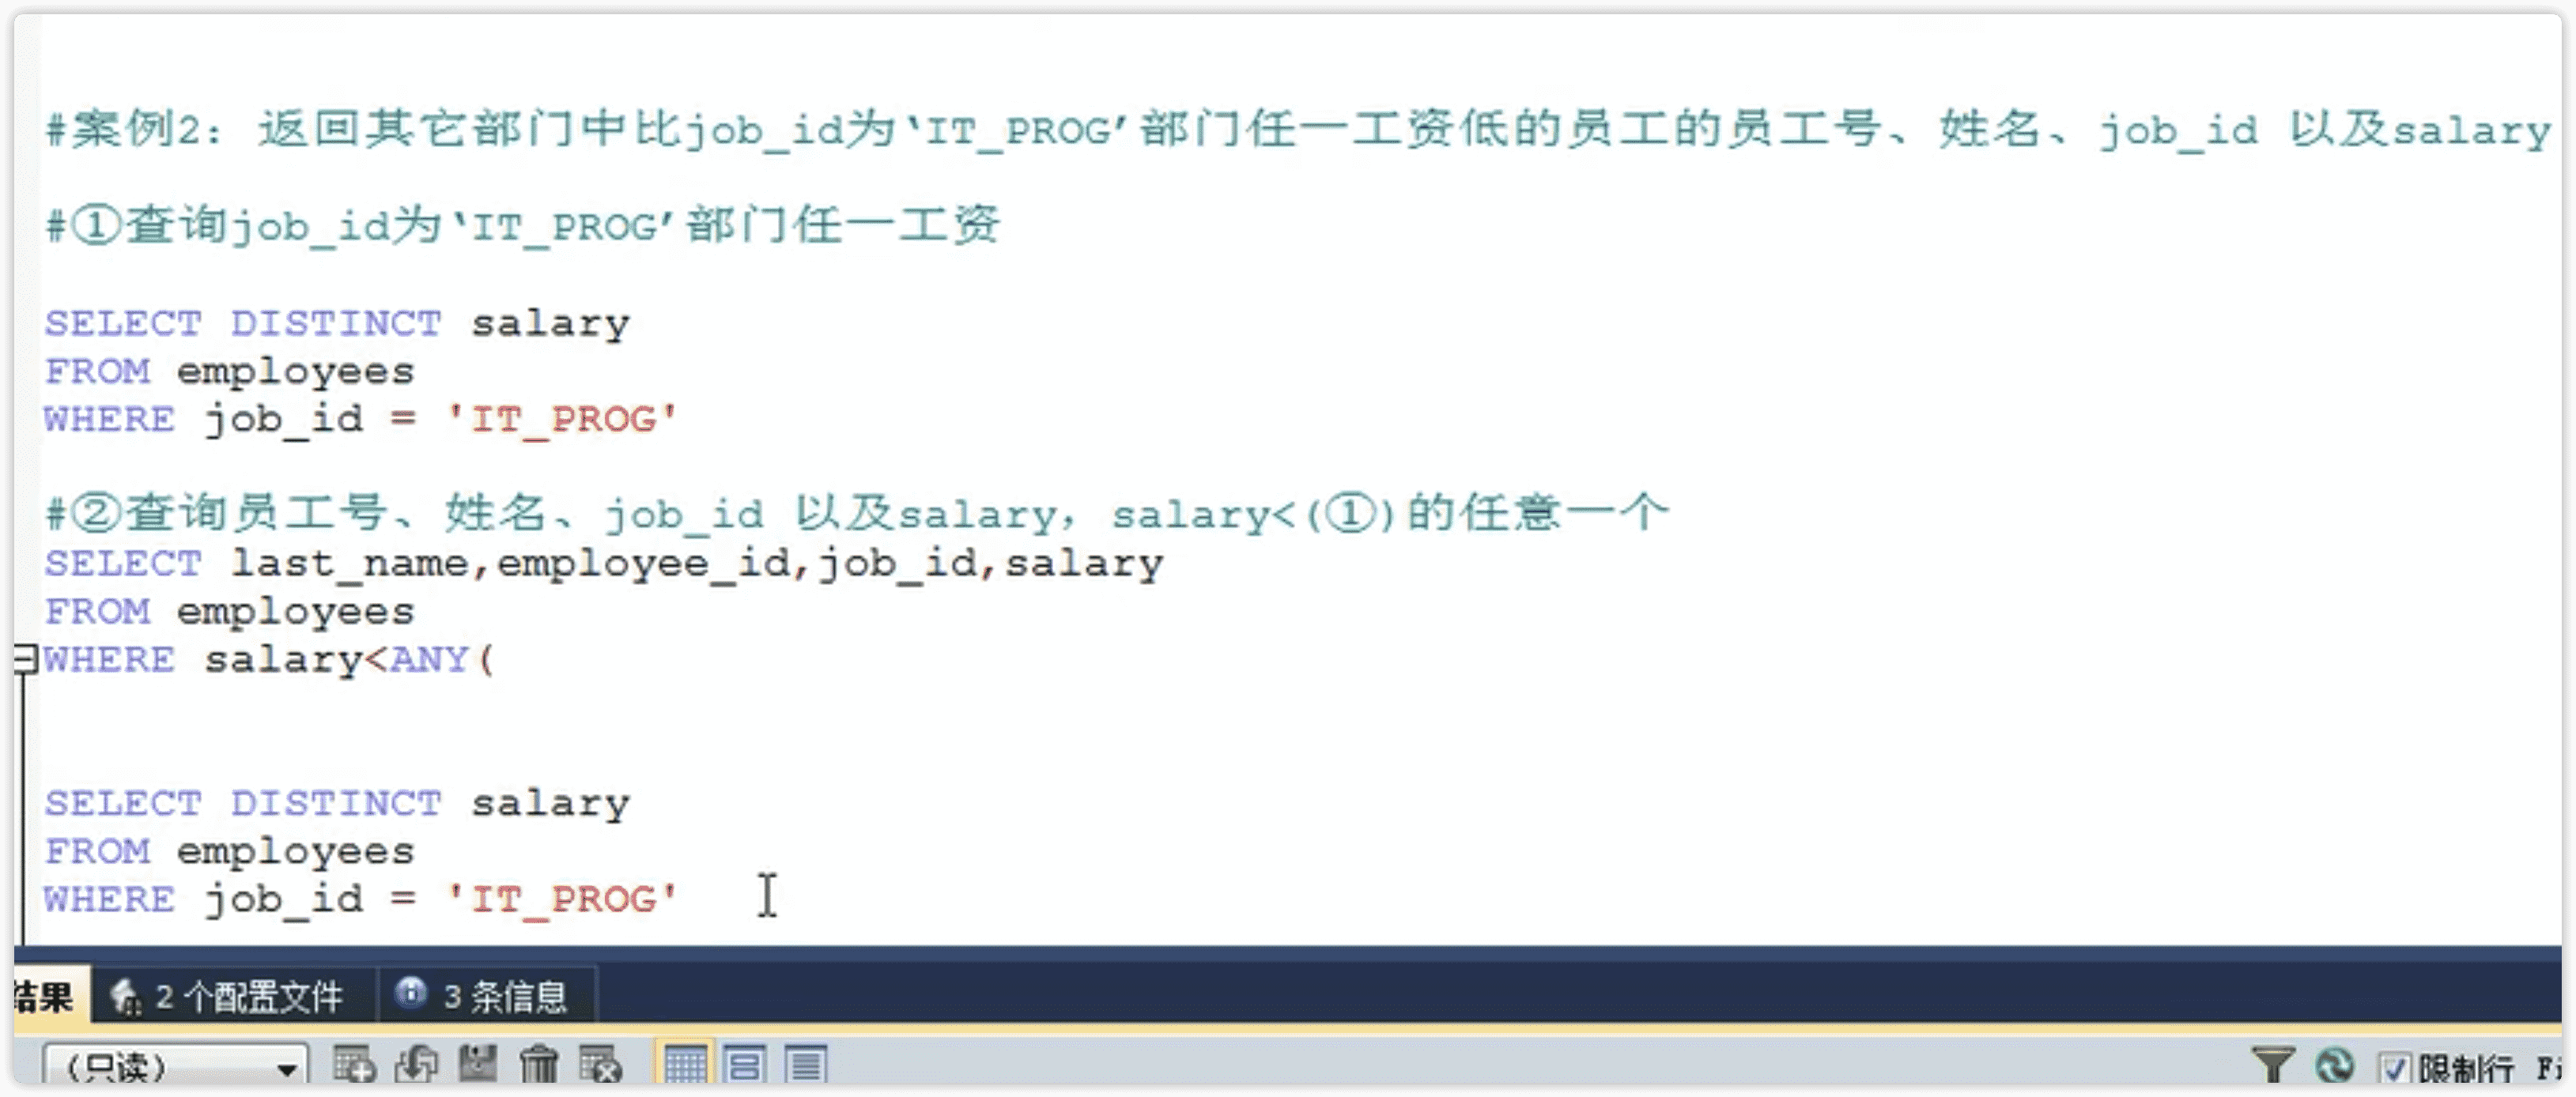 #案例2：返回其它部门中比job_id为‘IT_PROG’部门任一工资低的员工的员工号、姓名、job_id 以及salary
#①查询job_id为‘IT_PROG’部门任一工资
SELECT DISTINCT salary
FROM employees
WHERE job_id = 'IT_PROG'
#②查询员工号、姓名、job_id 以及salary，salary<(①)的任意一个
SELECT last_name,employee_id,job_id,salary
FROM employees
WHERE salary<ANY(
SELECT DISTINCT salary
FROM employees
WHERE job_id = 'IT_PROG'
结果 2 个配置文件 3 条信息
(只读) 限制行